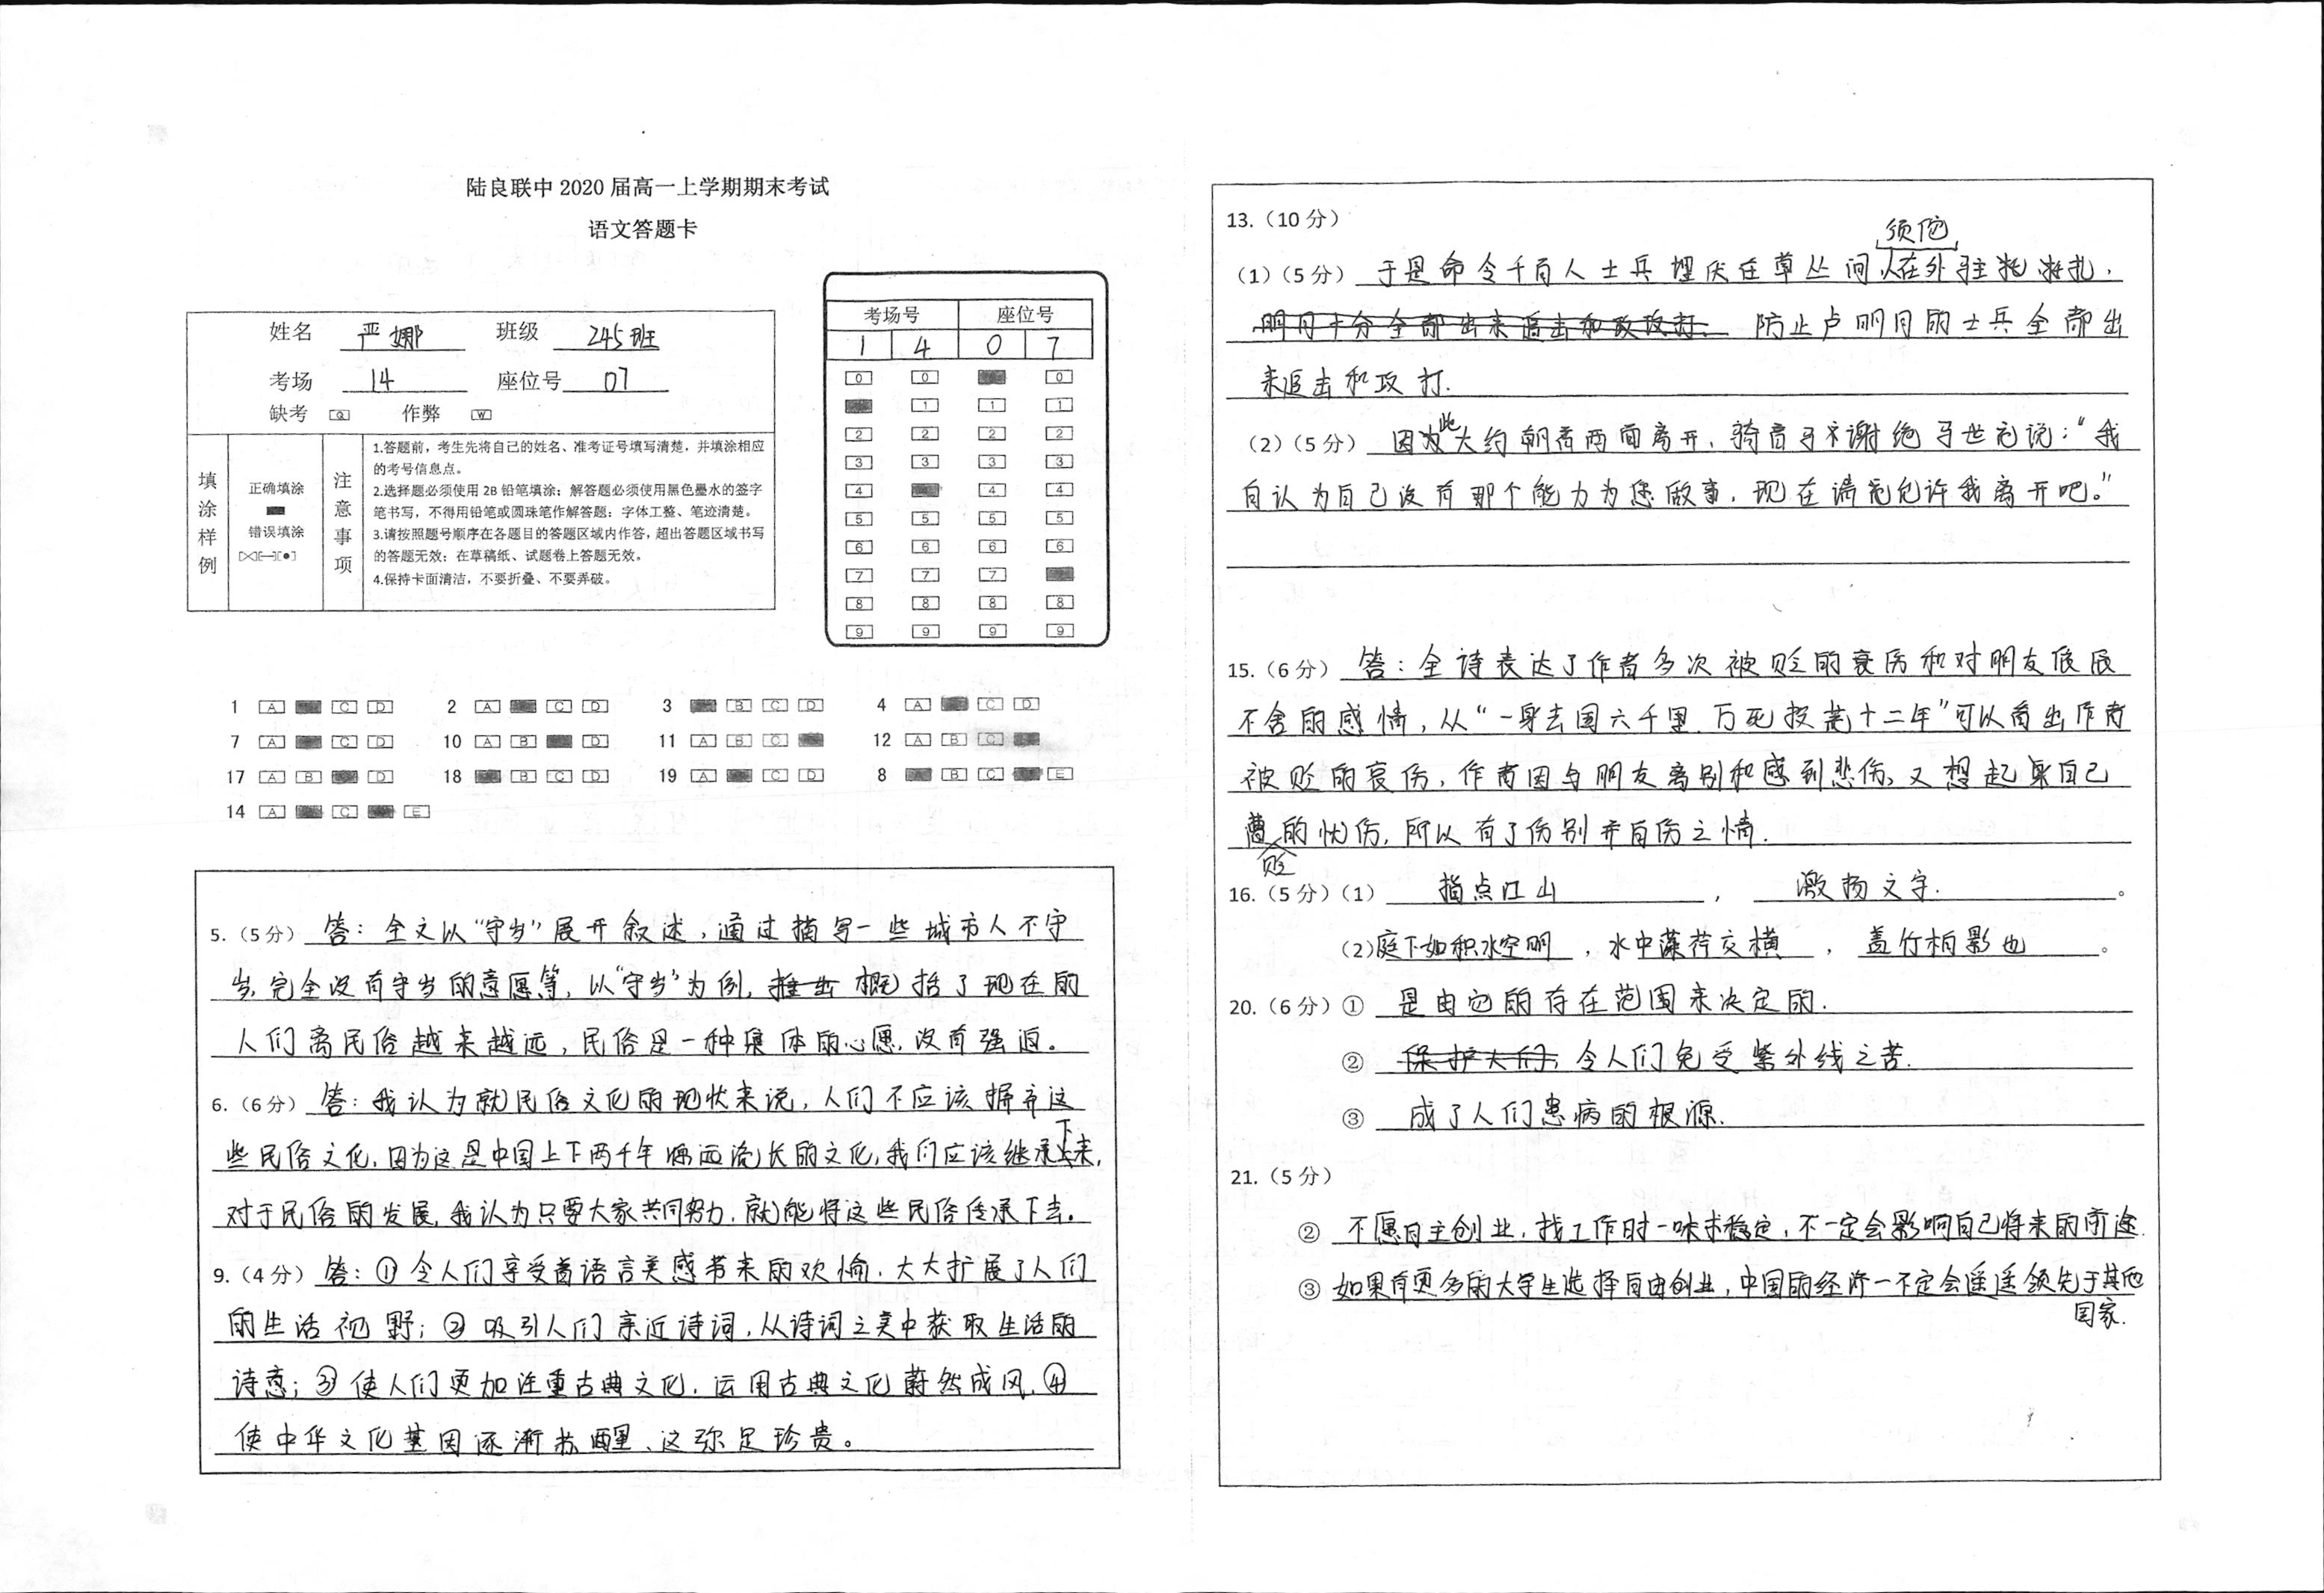 陆良联中 2020 届高一上学期期末考试
语文答题卡
姓名 严娜 班级 245班
考场 14 座位号 07
缺考 Q 作弊 W
填涂样例
正确填涂
错误填涂
注意事项
1.答题前，考生先将自己的姓名、准考证号填写清楚，并填涂相应
的考号信息点。
2.选择题必须使用 2B 铅笔填涂；解答题必须使用黑色墨水的签字
笔书写，不得用铅笔或圆珠笔作解答题；字体工整、笔迹清楚。
3.请按照题号顺序在各题目的答题区域内作答，超出答题区域书写
的答题无效；在草稿纸、试题卷上答题无效。
4.保持卡面清洁，不要折叠、不要弄破。
考场号 座位号
1 4 0 7
0 0 0
1 1 1
2 2 2 2
3 3 3 3
4 4 4
5 5 5 5
6 6 6 6
7 7 7
8 8 8 8
9 9 9 9
1 A C D 2 A C D 3 B C D 4 A C D
7 A C D 10 A B D 11 A B C 12 A B C
17 A B D 18 B C D 19 A C D 8 B C E
14 A C E
5.（5 分）答：全文以“守岁”展开叙述，通过描写一些城市人不守
岁，完全没有守岁的意愿等，以“守岁”为例，概括了现在的
人们离民俗越来越远，民俗是一种集体的心愿，没有强迫。
6.（6 分）答：我认为就民俗文化的现状来说，人们不应该摒弃这
些民俗文化，因为这是中国上下两千年源远流长的文化，我们应该继承下来，
对于民俗的发展，我认为只要大家共同努力，就能将这些民俗传承下去。
9.（4 分）答：①令人们享受着语言美感带来的欢愉，大大扩展了人们
的生活视野；②吸引人们亲近诗词，从诗词之美中获取生活的
诗意；③使人们更加注重古典文化，运用古典文化蔚然成风，④
使中华文化基因逐渐苏醒、这弥足珍贵。
13.（10 分）
须陀
（1）（5 分）于是命令千百人士兵埋伏在草丛间，人在外驻扎，
防止卢明月的士兵全部出
来追击和攻打.
（2）（5 分）因此大约朝着西面离开，骑着马不谢绝马世充说：“我
自认为自己没有那个能力为您做事，现在请您允许我离开吧。”
15.（6 分）答：全诗表达了作者多次被贬的哀伤和对朋友依依
不舍的感情，从“一身去国六千里，万死投荒十二年”可以看出作者
被贬的哀伤，作者因与朋友离别和感到悲伤，又想起自己
遭贬的忧伤，所以有了伤别并自伤之情.
16.（5 分）（1） 指点江山 ， 激扬文字. 。
（2）庭下如积水空明 ，水中藻荇交横 ， 盖竹柏影也 。
20.（6 分）① 是由它的存在范围来决定的.
② 保护人们，令人们免受紫外线之苦.
③ 成了人们患病的根源.
21.（5 分）
② 不愿自主创业，找工作时一味求稳定，不一定会影响自己将来的前途.
③ 如果有更多的大学生选择自由创业，中国的经济一不定会遥遥领先于其他
国家.